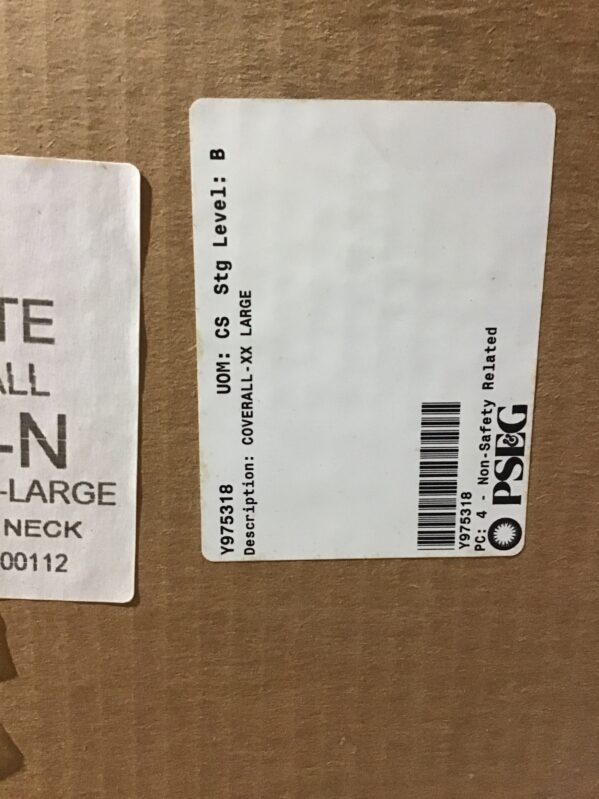 TE
ALL
-N
-LARGE
NECK
00112
Y975318 UOM: CS Stg Level: B
Description: COVERALL-XX LARGE
Y975318
PC: 4 - Non-Safety Related
PSE&G